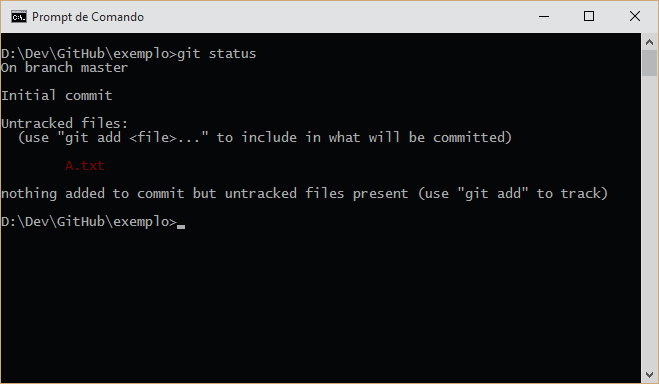 Prompt de Comando
D:\Dev\GitHub\exemplo>git status
On branch master
Initial commit
Untracked files:
(use "git add <file>..." to include in what will be committed)
A.txt
nothing added to commit but untracked files present (use "git add" to track)
D:\Dev\GitHub\exemplo>